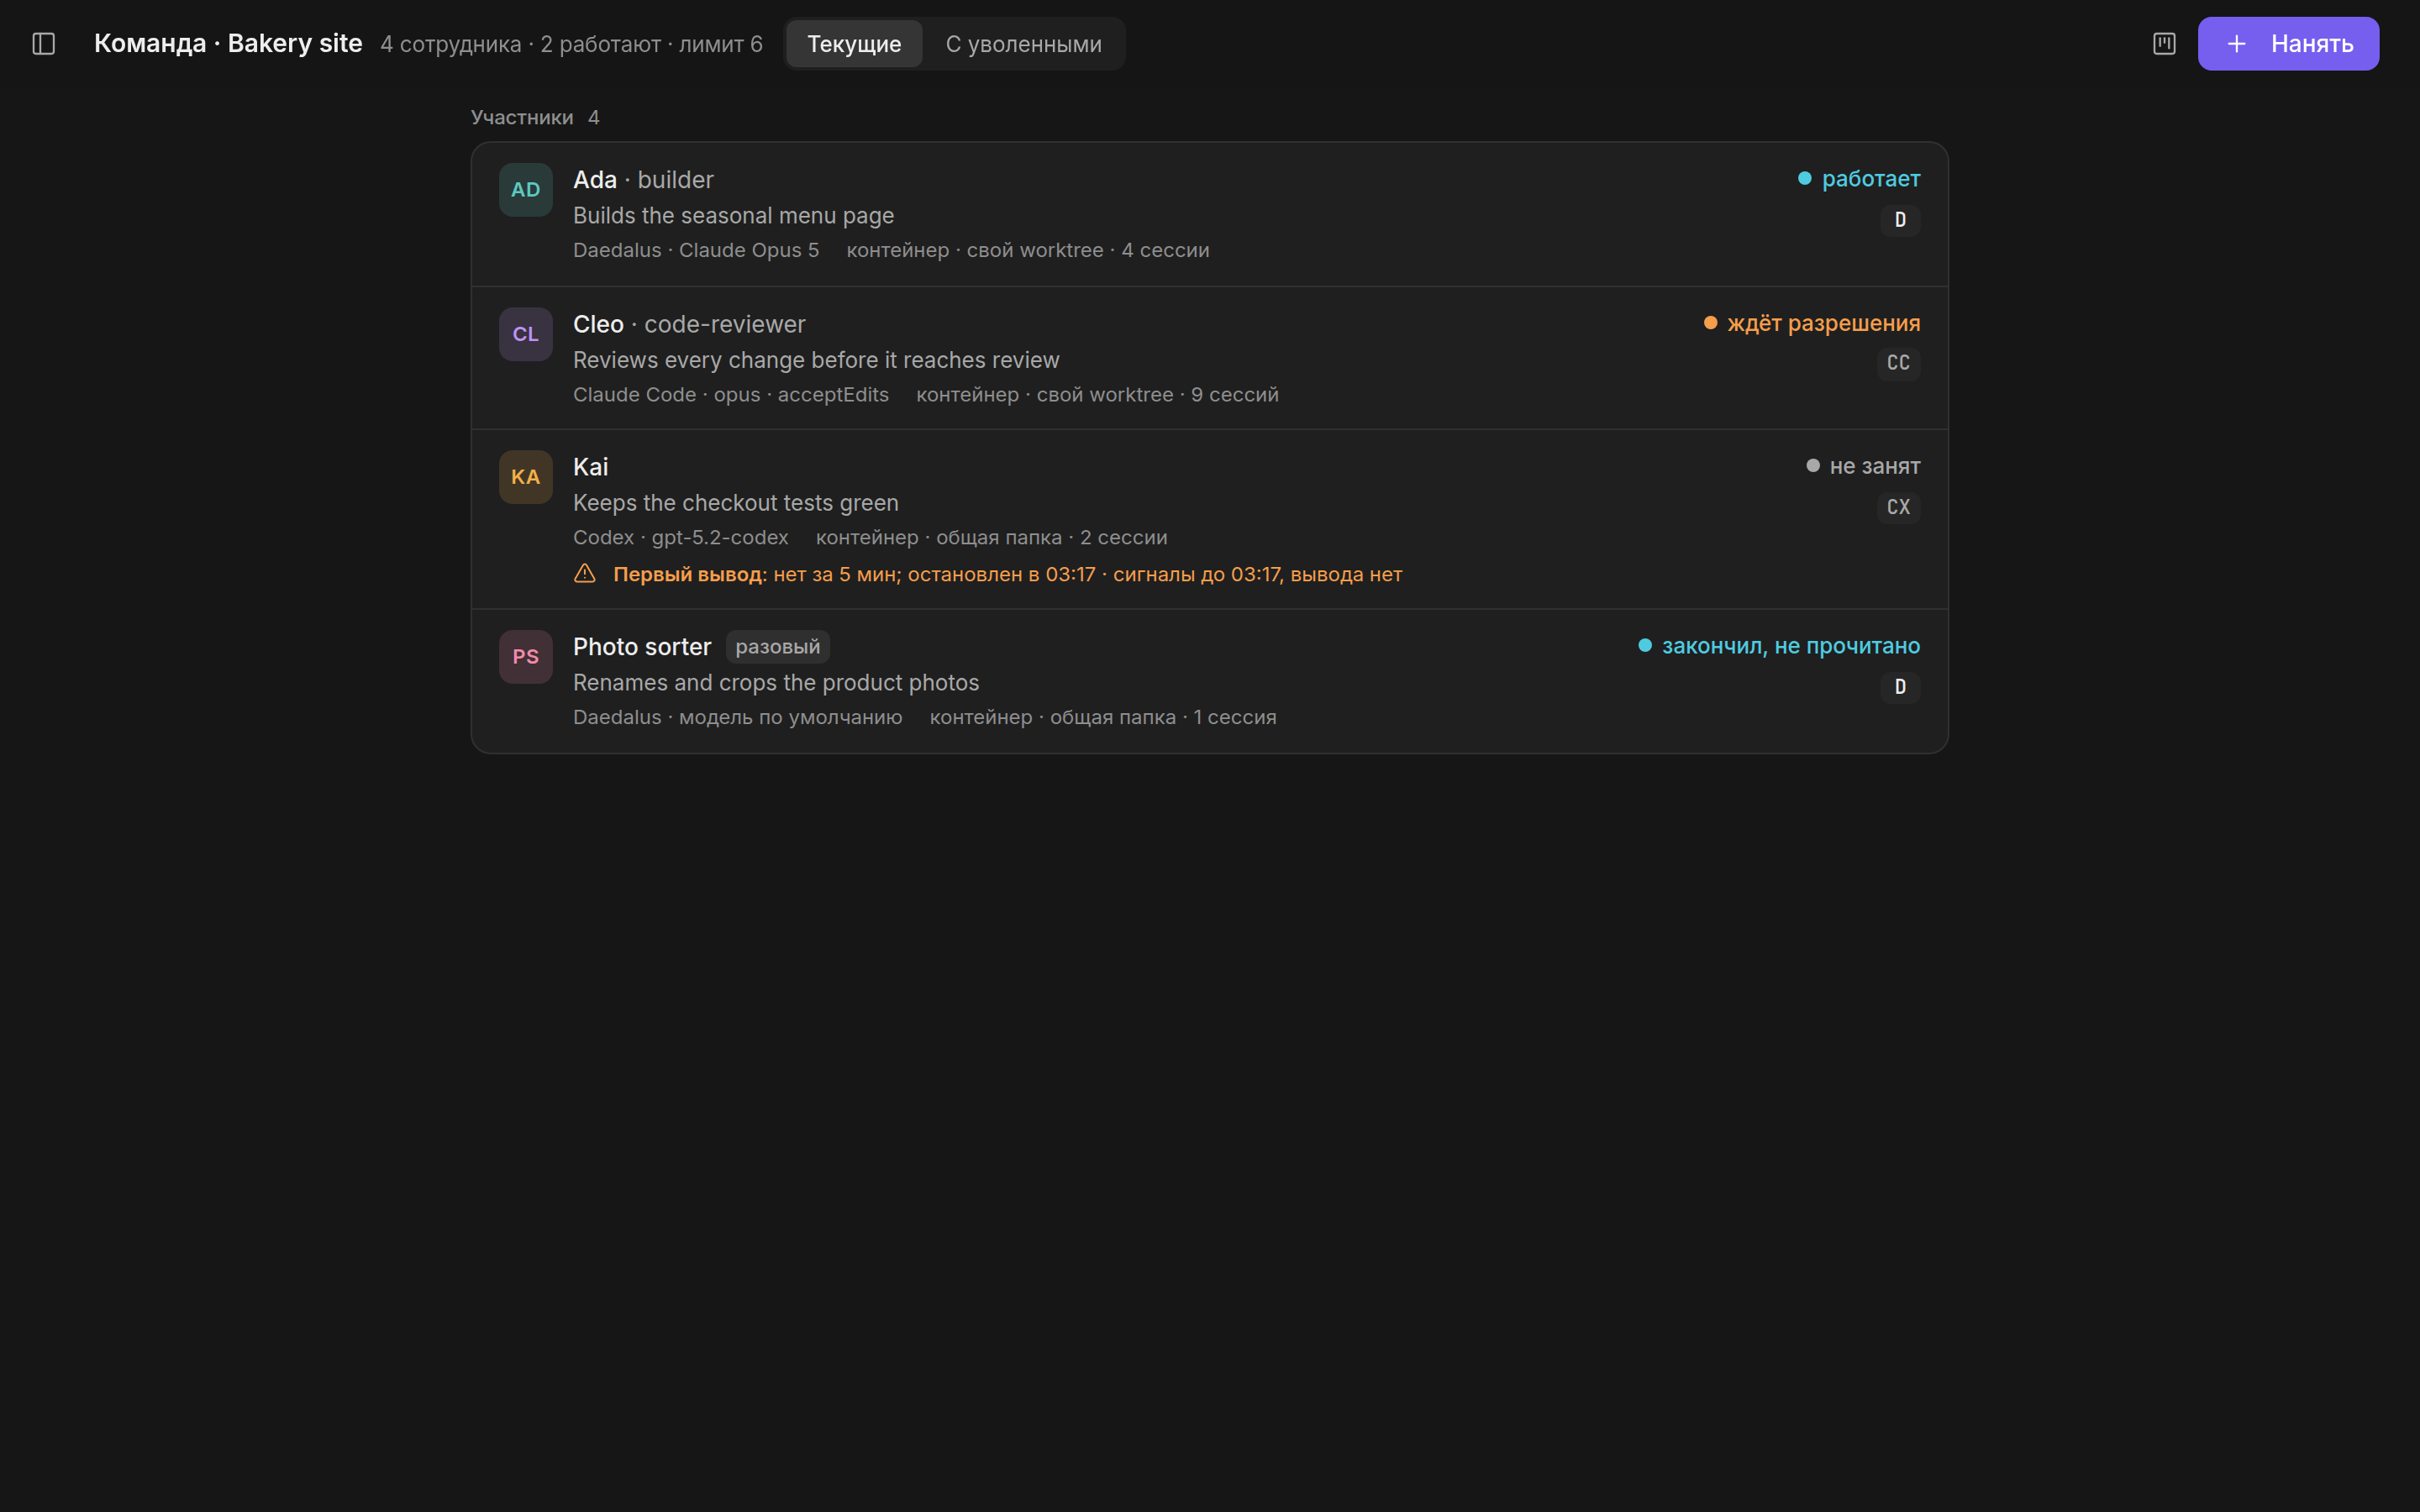 Команда · Bakery site 4 сотрудника · 2 работают · лимит 6 Текущие С уволенными + Нанять
Участники 4
AD Ada · builder работает
Builds the seasonal menu page D
Daedalus · Claude Opus 5 контейнер · свой worktree · 4 сессии
CL Cleo · code-reviewer ждёт разрешения
Reviews every change before it reaches review CC
Claude Code · opus · acceptEdits контейнер · свой worktree · 9 сессий
KA Kai не занят
Keeps the checkout tests green CX
Codex · gpt-5.2-codex контейнер · общая папка · 2 сессии
Первый вывод: нет за 5 мин; остановлен в 03:17 · сигналы до 03:17, вывода нет
PS Photo sorter разовый закончил, не прочитано
Renames and crops the product photos D
Daedalus · модель по умолчанию контейнер · общая папка · 1 сессия